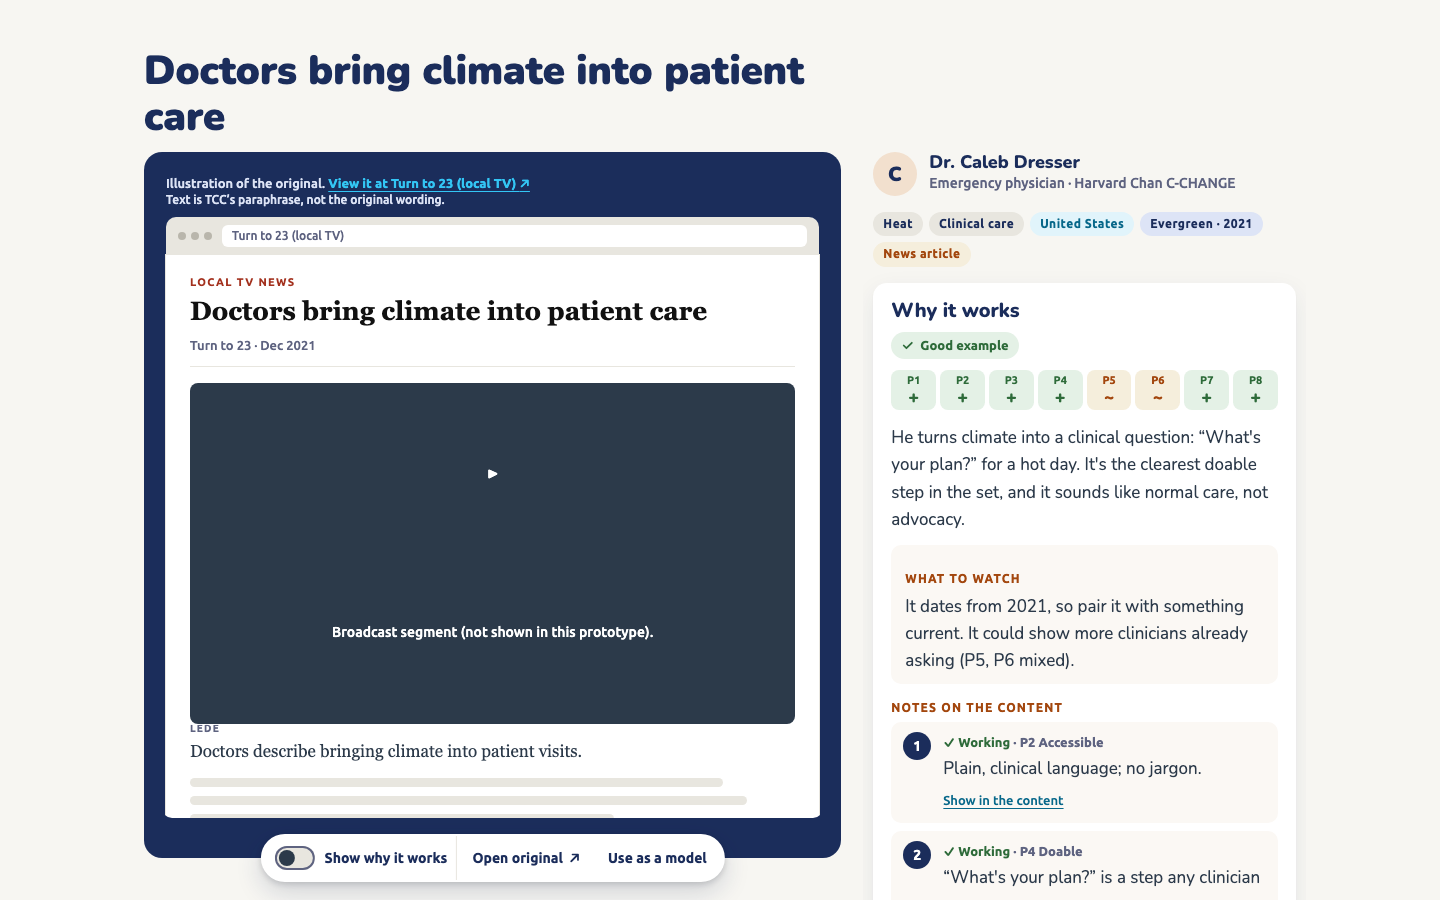 Doctors bring climate into patient
care
Illustration of the original. View it at Turn to 23 (local TV) ↗
Text is TCC's paraphrase, not the original wording.
Turn to 23 (local TV)
LOCAL TV NEWS
Doctors bring climate into patient care
Turn to 23 · Dec 2021
Broadcast segment (not shown in this prototype).
LEDE
Doctors describe bringing climate into patient visits.
Show why it works
Open original ↗
Use as a model
C
Dr. Caleb Dresser
Emergency physician · Harvard Chan C-CHANGE
Heat
Clinical care
United States
Evergreen · 2021
News article
Why it works
✓ Good example
P1 P2 P3 P4 P5 P6 P7 P8
+ + + + ~ ~ + +
He turns climate into a clinical question: “What's
your plan?” for a hot day. It's the clearest doable
step in the set, and it sounds like normal care, not
advocacy.
WHAT TO WATCH
It dates from 2021, so pair it with something
current. It could show more clinicians already
asking (P5, P6 mixed).
NOTES ON THE CONTENT
1
✓ Working · P2 Accessible
Plain, clinical language; no jargon.
Show in the content
2
✓ Working · P4 Doable
“What's your plan?” is a step any clinician